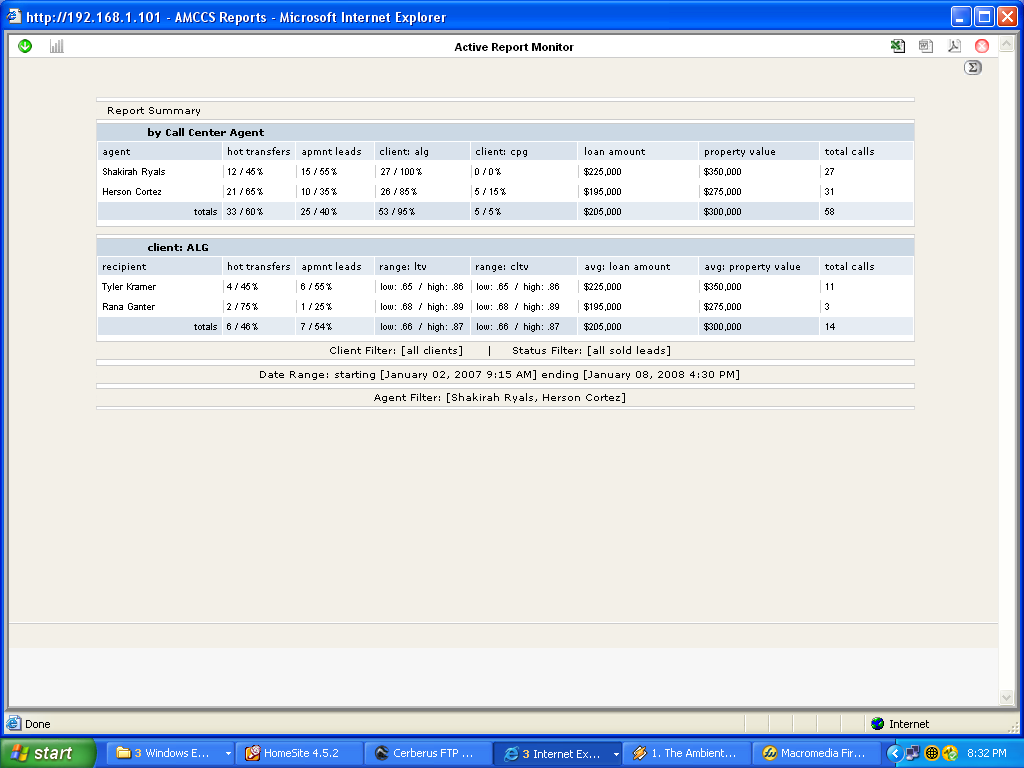 http://192.168.1.101 - AMCCS Reports - Microsoft Internet Explorer
Active Report Monitor
Σ
Report Summary
by Call Center Agent
agent hot transfers apmnt leads client: alg client: cpg loan amount property value total calls
Shakirah Ryals 12 / 45% 15 / 55% 27 / 100% 0 / 0% $225,000 $350,000 27
Herson Cortez 21 / 65% 10 / 35% 26 / 85% 5 / 15% $195,000 $275,000 31
totals 33 / 60% 25 / 40% 53 / 95% 5 / 5% $205,000 $300,000 58
client: ALG
recipient hot transfers apmnt leads range: ltv range: cltv avg: loan amount avg: property value total calls
Tyler Kramer 4 / 45% 6 / 55% low: .65 / high: .86 low: .65 / high: .86 $225,000 $350,000 11
Rana Ganter 2 / 75% 1 / 25% low: .68 / high: .89 low: .68 / high: .89 $195,000 $275,000 3
totals 6 / 46% 7 / 54% low: .66 / high: .87 low: .66 / high: .87 $205,000 $300,000 14
Client Filter: [all clients] | Status Filter: [all sold leads]
Date Range: starting [January 02, 2007 9:15 AM] ending [January 08, 2008 4:30 PM]
Agent Filter: [Shakirah Ryals, Herson Cortez]
Done Internet
start 3 Windows E... HomeSite 4.5.2 Cerberus FTP ... 3 Internet Ex... 1. The Ambient... Macromedia Fir... 8:32 PM